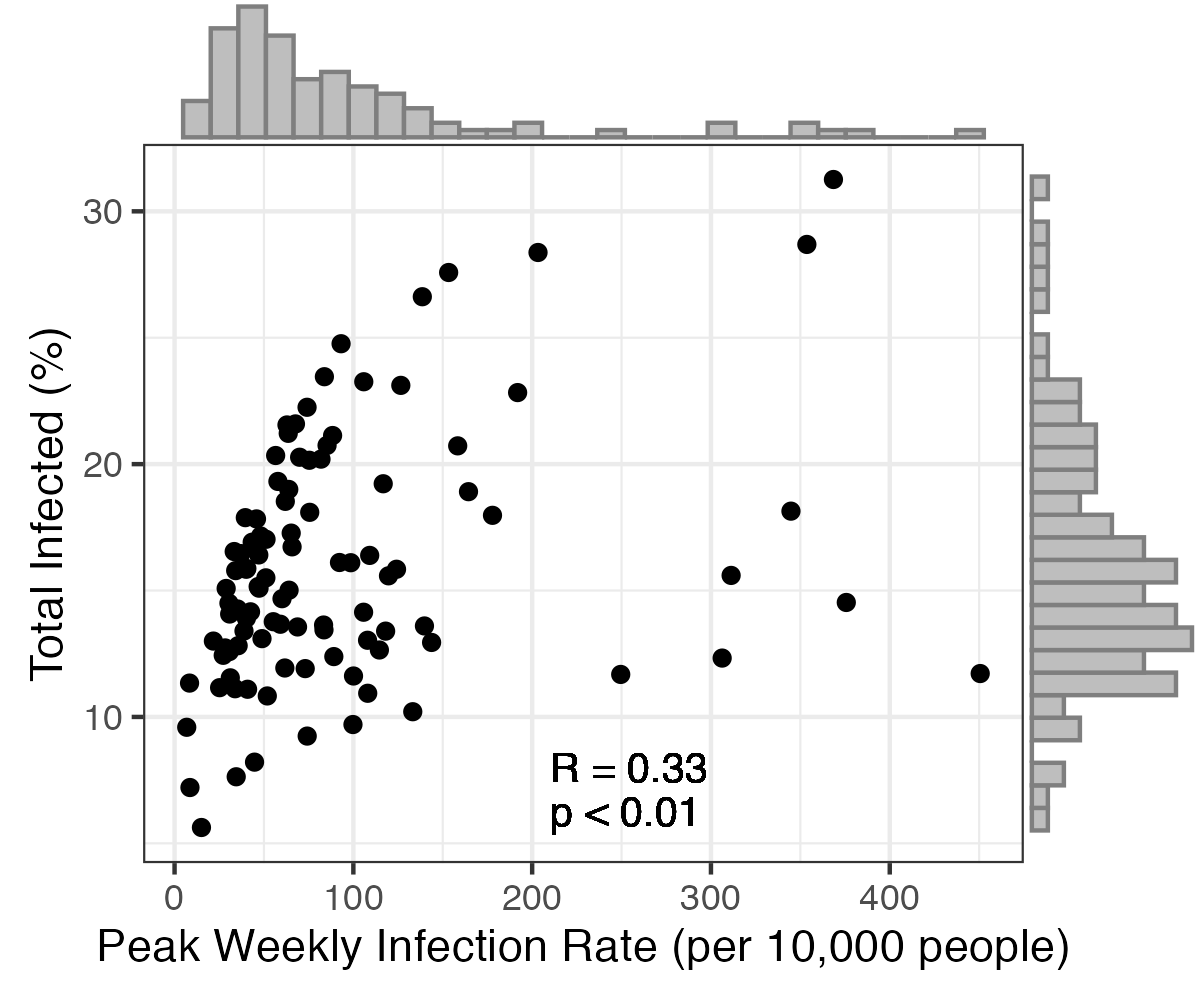 30
20
10
Total Infected (%)
R = 0.33
p < 0.01
0 100 200 300 400
Peak Weekly Infection Rate (per 10,000 people)